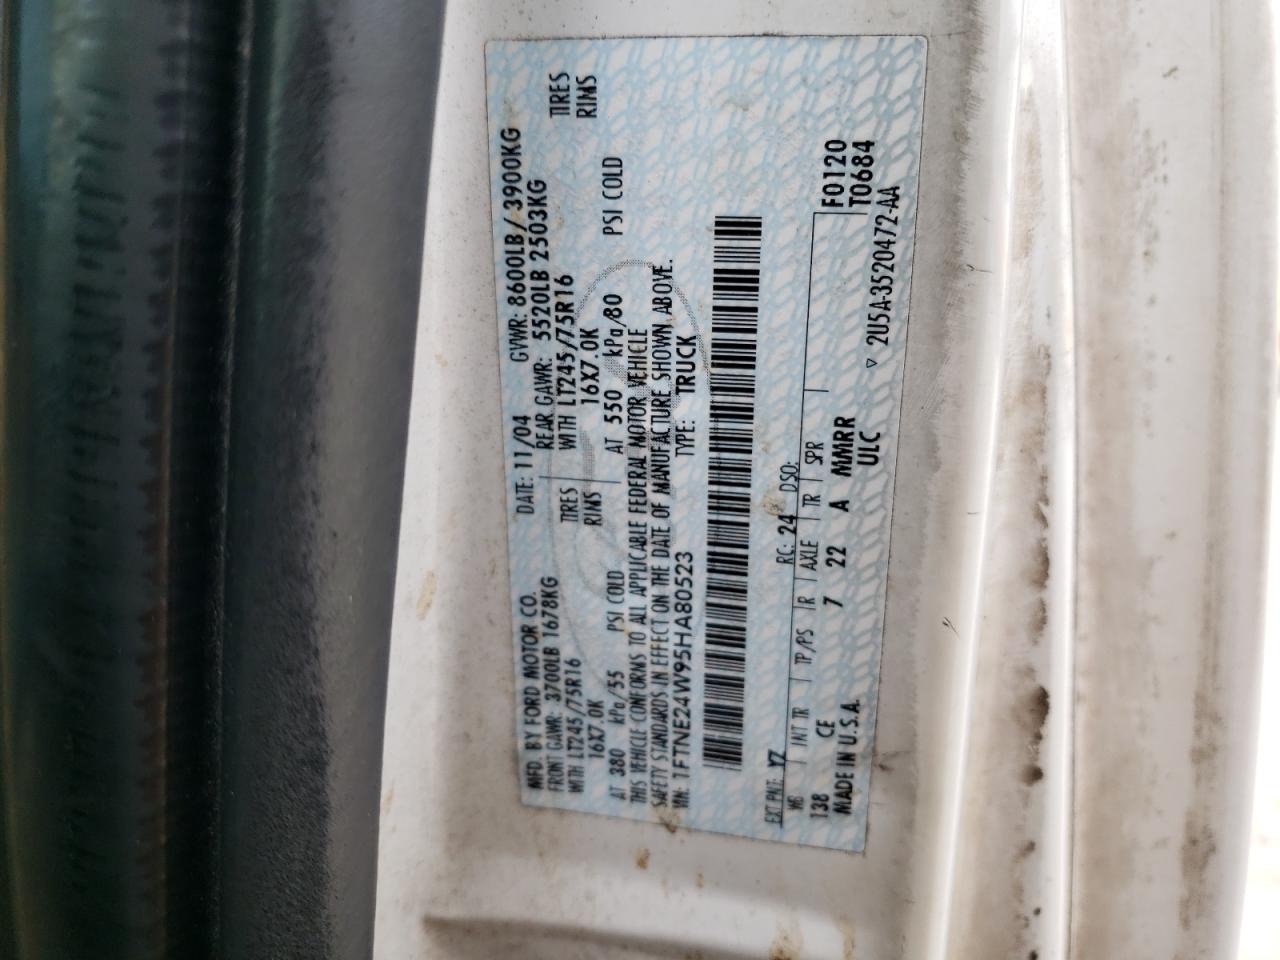 MFD. BY FORD MOTOR CO.
DATE: 11/04 GVWR: 8600LB/ 3900KG
FRONT GAWR: 3700LB 1678KG REAR GAWR: 5520LB 2503KG
WITH LT245/75R16 TIRES WITH LT245/75R16 TIRES
16X7.0K RIMS 16X7.0K RIMS
AT 380 kPa/55 PSI COLD AT 550 kPa/80 PSI COLD
THIS VEHICLE CONFORMS TO ALL APPLICABLE FEDERAL MOTOR VEHICLE
SAFETY STANDARDS IN EFFECT ON THE DATE OF MANUFACTURE SHOWN ABOVE.
VIN: 1FTNE24W95HA80523 TYPE: TRUCK
EXT PNT: YZ RC: 24 DSO:
WB INT TR TP/PS R AXLE TR SPR
138 CE 7 22 A MMRR F0120
MADE IN U.S.A. ULC T0684
▽ 2U5A-3520472-AA